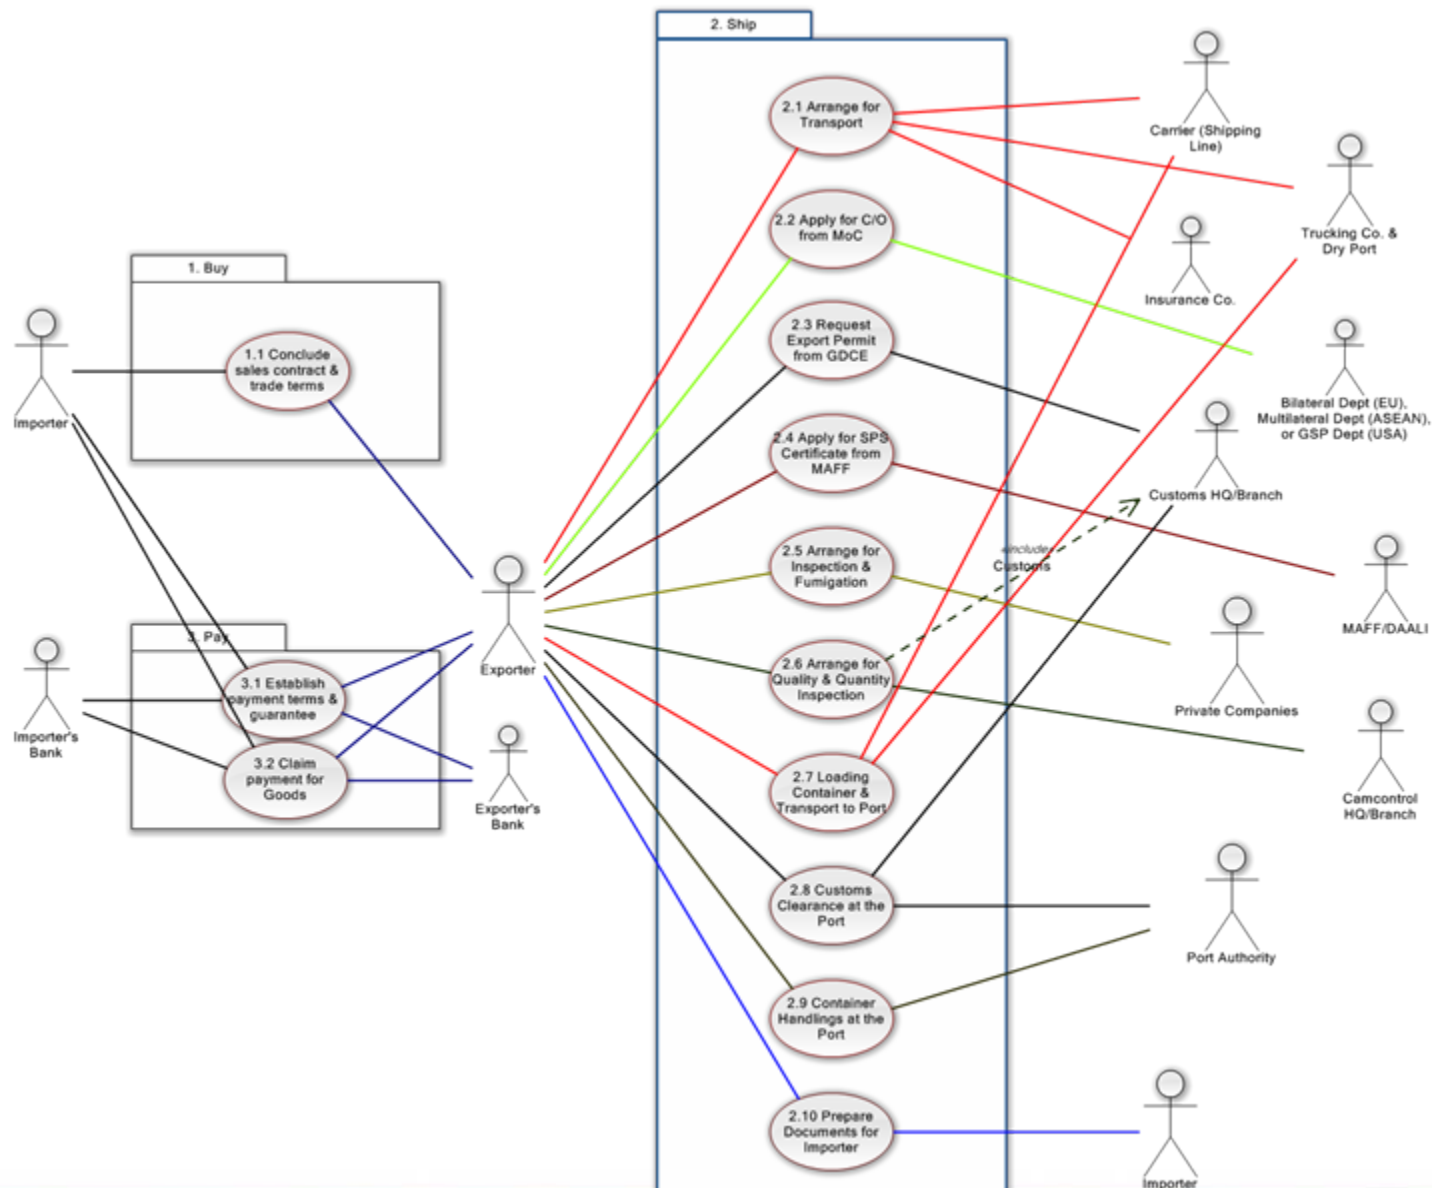 2. Ship
2.1 Arrange for
Transport
Carrier (Shipping
Line)
2.2 Apply for C/O
from MoC
Trucking Co. &
Dry Port
1. Buy
Insurance Co.
2.3 Request
Export Permit
from GDCE
1.1 Conclude
sales contract &
trade terms
Importer
Bilateral Dept (EU),
Multilateral Dept (ASEAN),
or GSP Dept (USA)
2.4 Apply for SPS
Certificate from
MAFF
Customs HQ/Branch
2.5 Arrange for
Inspection &
Fumigation
«include»
Customs
MAFF/DAALI
3. Pay
Exporter
2.6 Arrange for
Quality & Quantity
Inspection
3.1 Establish
payment terms &
guarantee
Private Companies
Importer's
Bank
3.2 Claim
payment for
Goods
2.7 Loading
Container &
Transport to Port
Exporter's
Bank
Camcontrol
HQ/Branch
2.8 Customs
Clearance at the
Port
Port Authority
2.9 Container
Handlings at the
Port
2.10 Prepare
Documents for
Importer
Importer